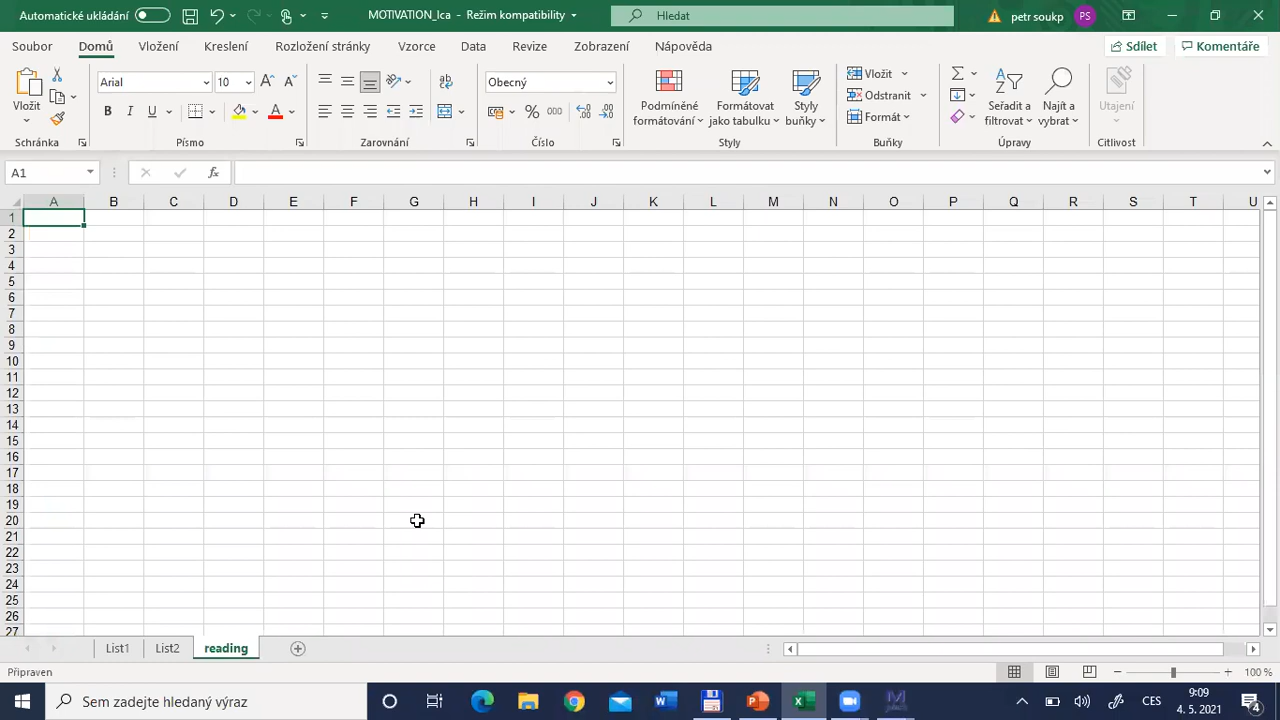 Automatické ukládání
MOTIVATION_lca - Režim kompatibility
Hledat
petr soukp
PS
Soubor
Domů
Vložení
Kreslení
Rozložení stránky
Vzorce
Data
Revize
Zobrazení
Nápověda
Sdílet
Komentáře
Vložit
Arial
10
B I U
A
Obecný
Podmíněné
formátování
Formátovat
jako tabulku
Styly
buňky
Vložit
Odstranit
Formát
Seřadit a
filtrovat
Najít a
vybrat
Utajení
Schránka
Písmo
Zarovnání
Číslo
Styly
Buňky
Úpravy
Citlivost
A1
fx
A B C D E F G H I J K L M N O P Q R S T U
1
2
3
4
5
6
7
8
9
10
11
12
13
14
15
16
17
18
19
20
21
22
23
24
25
26
27
List1
List2
reading
Připraven
100 %
Sem zadejte hledaný výraz
CES
9:09
4. 5. 2021
4